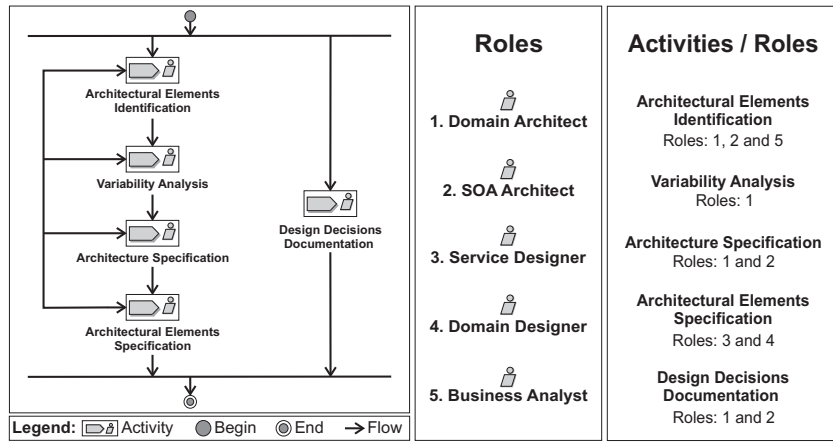 Architectural Elements
Identification
Variability Analysis
Architecture Specification
Architectural Elements
Specification
Design Decisions
Documentation
Legend: Activity Begin End Flow
Roles
1. Domain Architect
2. SOA Architect
3. Service Designer
4. Domain Designer
5. Business Analyst
Activities / Roles
Architectural Elements
Identification
Roles: 1, 2 and 5
Variability Analysis
Roles: 1
Architecture Specification
Roles: 1 and 2
Architectural Elements
Specification
Roles: 3 and 4
Design Decisions
Documentation
Roles: 1 and 2